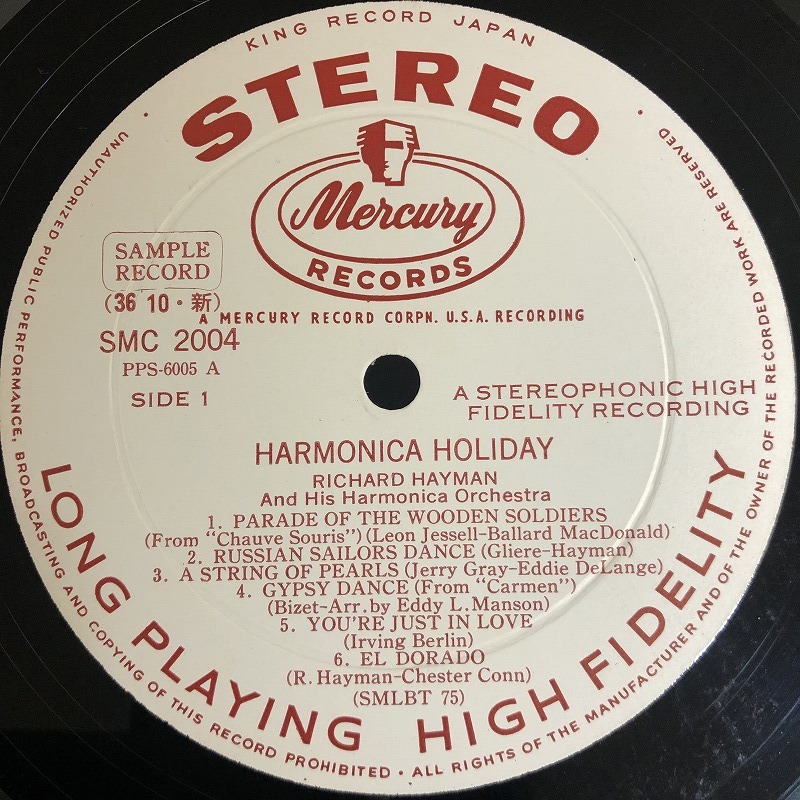 KING RECORD JAPAN
STEREO
Mercury
RECORDS
SAMPLE
RECORD
(36 10・新)
A MERCURY RECORD CORPN. U.S.A. RECORDING
SMC 2004
PPS-6005 A
SIDE 1
A STEREOPHONIC HIGH
FIDELITY RECORDING
HARMONICA HOLIDAY
RICHARD HAYMAN
And His Harmonica Orchestra
1. PARADE OF THE WOODEN SOLDIERS
(From "Chauve Souris") (Leon Jessell-Ballard MacDonald)
2. RUSSIAN SAILORS DANCE (Gliere-Hayman)
3. A STRING OF PEARLS (Jerry Gray-Eddie DeLange)
4. GYPSY DANCE (From "Carmen")
(Bizet-Arr. by Eddy L. Manson)
5. YOU'RE JUST IN LOVE
(Irving Berlin)
6. EL DORADO
(R. Hayman-Chester Conn)
(SMLBT 75)
LONG PLAYING HIGH FIDELITY
UNAUTHORIZED PUBLIC PERFORMANCE, BROADCASTING AND COPYING OF THIS RECORD PROHIBITED • ALL RIGHTS OF THE MANUFACTURER AND OF THE OWNER OF THE RECORDED WORK ARE RESERVED